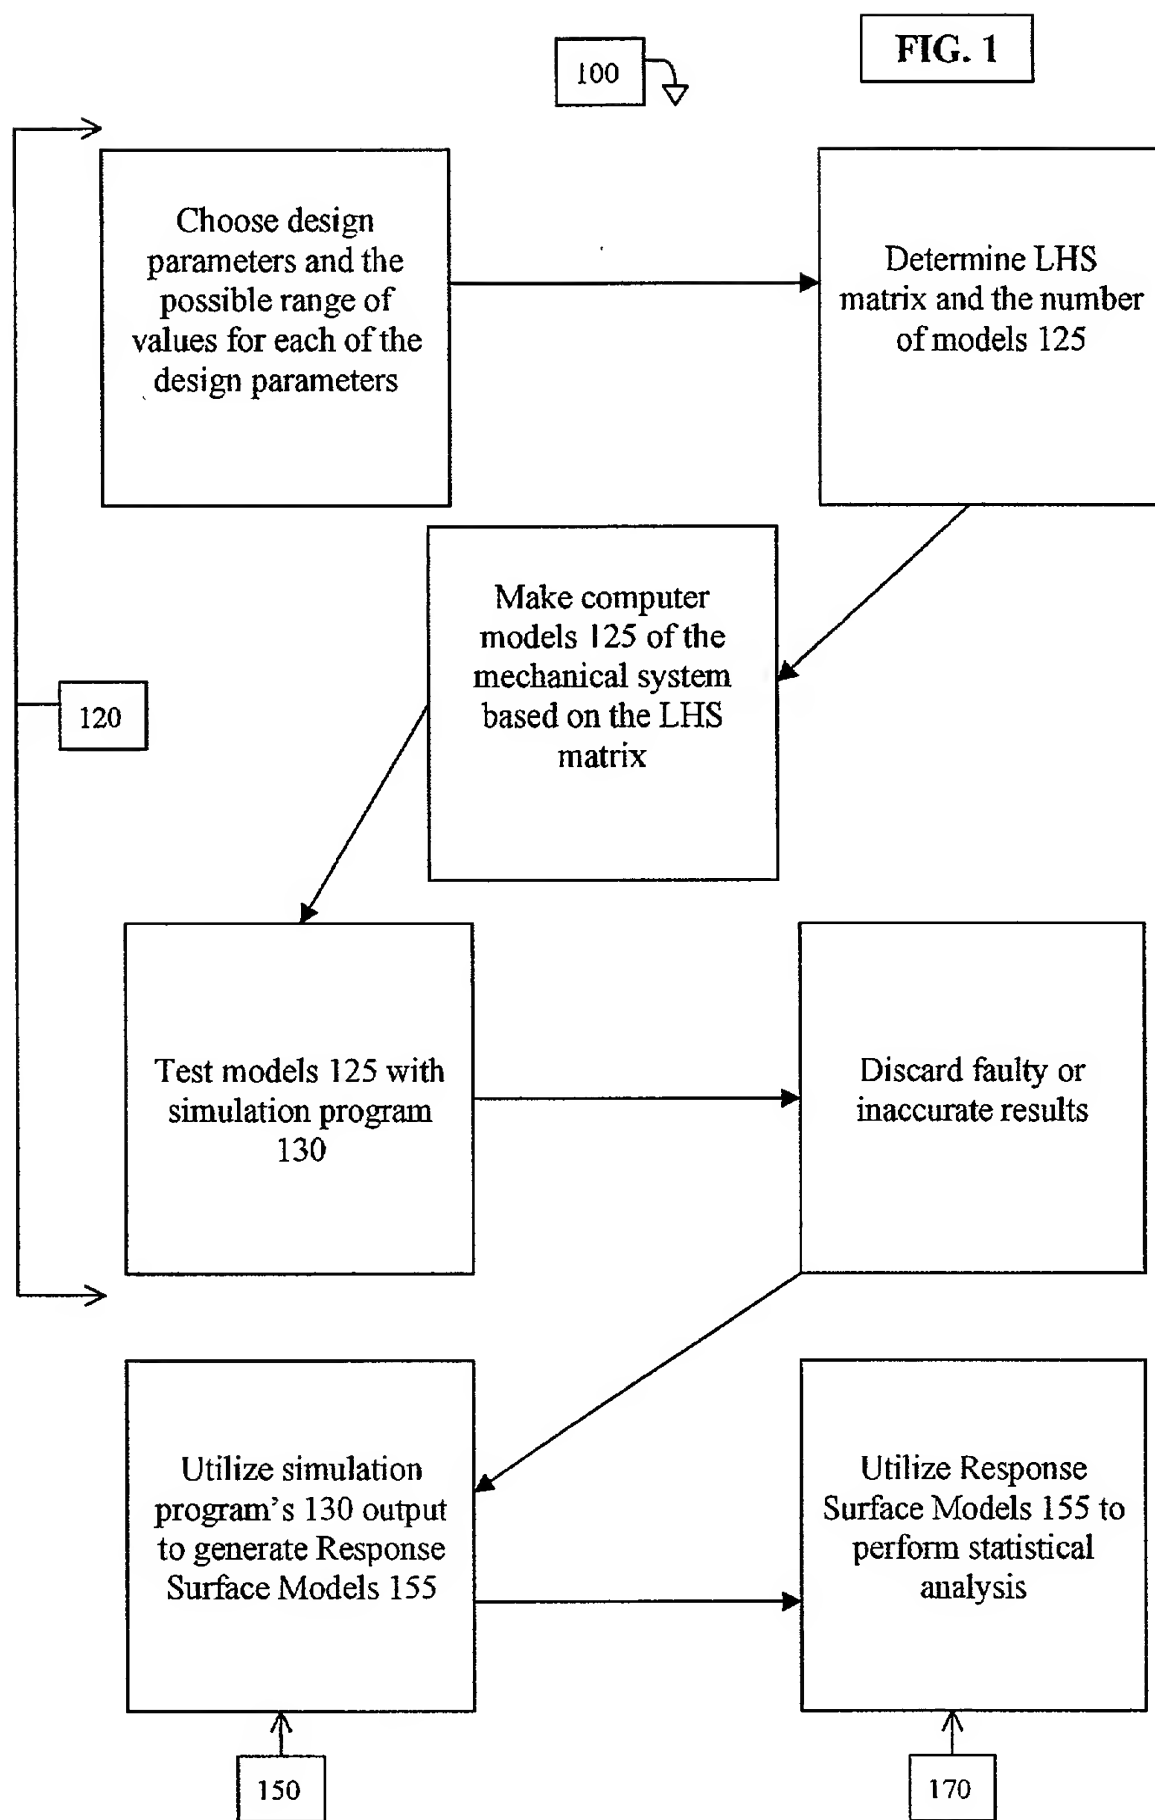 FIG. 1
100
Choose design
parameters and the
possible range of
values for each of the
design parameters
Determine LHS
matrix and the number
of models 125
Make computer
models 125 of the
mechanical system
based on the LHS
matrix
120
Test models 125 with
simulation program
130
Discard faulty or
inaccurate results
Utilize simulation
program's 130 output
to generate Response
Surface Models 155
Utilize Response
Surface Models 155 to
perform statistical
analysis
150
170